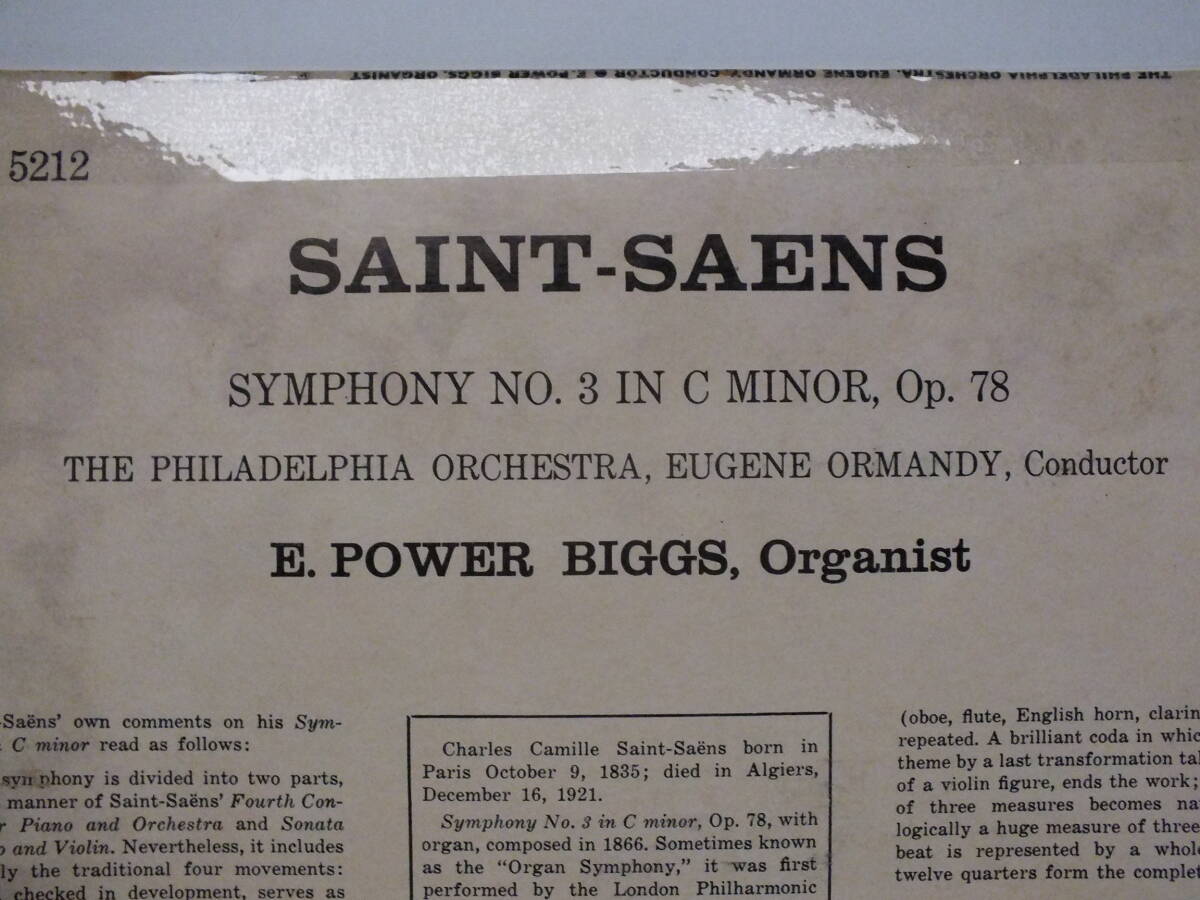 THE PHILADELPHIA ORCHESTRA, EUGENE ORMANDY, CONDUCTOR & E. POWER BIGGS, ORGANIST
5212
SAINT-SAENS
SYMPHONY NO. 3 IN C MINOR, Op. 78
THE PHILADELPHIA ORCHESTRA, EUGENE ORMANDY, Conductor
E. POWER BIGGS, Organist
-Saëns' own comments on his Sym-
C minor read as follows:
symphony is divided into two parts,
manner of Saint-Saëns' Fourth Con-
r Piano and Orchestra and Sonata
o and Violin. Nevertheless, it includes
ly the traditional four movements:
checked in development, serves as
Charles Camille Saint-Saëns born in
Paris October 9, 1835; died in Algiers,
December 16, 1921.
Symphony No. 3 in C minor, Op. 78, with
organ, composed in 1866. Sometimes known
as the "Organ Symphony," it was first
performed by the London Philharmonic
(oboe, flute, English horn, clarin
repeated. A brilliant coda in whic
theme by a last transformation tal
of a violin figure, ends the work;
of three measures becomes na
logically a huge measure of three
beat is represented by a whole
twelve quarters form the complet